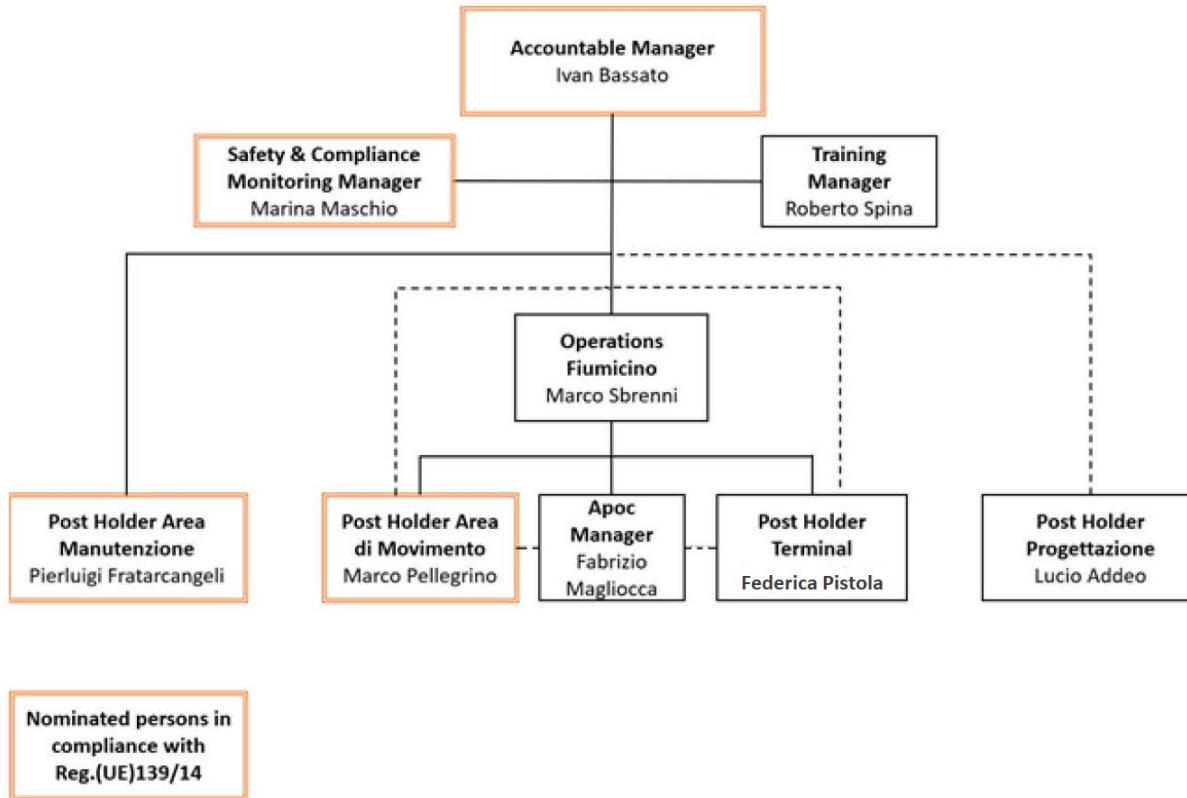 Accountable Manager
Ivan Bassato
Safety & Compliance
Monitoring Manager
Marina Maschio
Training
Manager
Roberto Spina
Operations
Fiumicino
Marco Sbrenni
Post Holder Area
Manutenzione
Pierluigi Fratarcangeli
Post Holder Area
di Movimento
Marco Pellegrino
Apoc
Manager
Fabrizio
Magliocca
Post Holder
Terminal
Federica Pistola
Post Holder
Progettazione
Lucio Addeo
Nominated persons in
compliance with
Reg.(UE)139/14